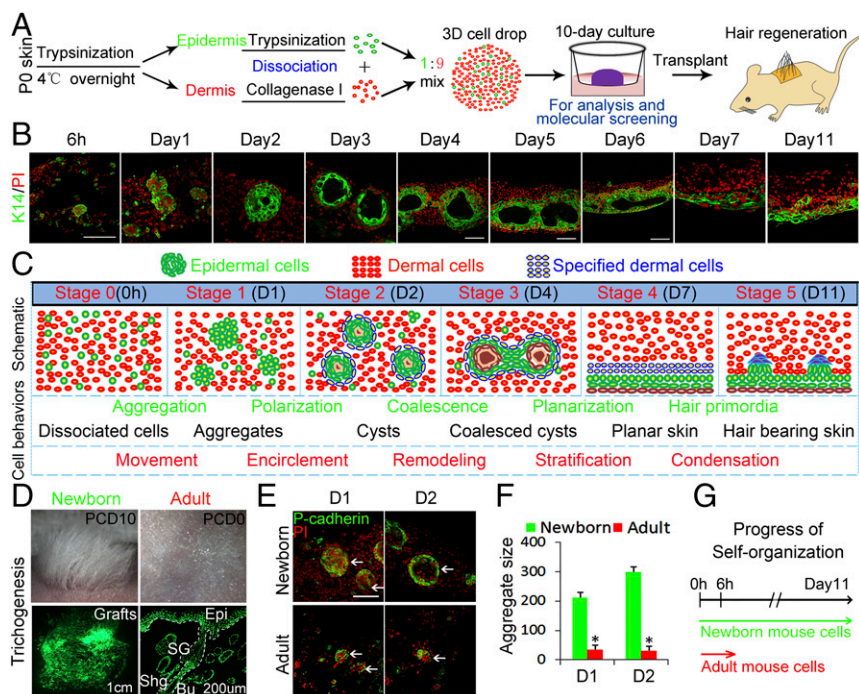 A
P0 skin
Trypsinization
4℃ overnight
Epidermis
Trypsinization
Dissociation
Dermis
Collagenase I
+
1:9
mix
3D cell drop
10-day culture
For analysis and
molecular screening
Transplant
Hair regeneration
B
6h Day1 Day2 Day3 Day4 Day5 Day6 Day7 Day11
K14/PI
C
Epidermal cells Dermal cells Specified dermal cells
Stage 0(0h) Stage 1 (D1) Stage 2 (D2) Stage 3 (D4) Stage 4 (D7) Stage 5 (D11)
Schematic
Cell behaviors
Aggregation Polarization Coalescence Planarization Hair primordia
Dissociated cells Aggregates Cysts Coalesced cysts Planar skin Hair bearing skin
Movement Encirclement Remodeling Stratification Condensation
D
Newborn Adult
Trichogenesis
PCD10 PCD0
Grafts
1cm
Epi
SG
Shg
Bu
200um
E
D1 D2
P-cadherin
PI
Newborn
Adult
F
Newborn Adult
Aggregate size
400
300
200
100
0
* *
D1 D2
G
Progress of
Self-organization
0h 6h Day11
Newborn mouse cells
Adult mouse cells